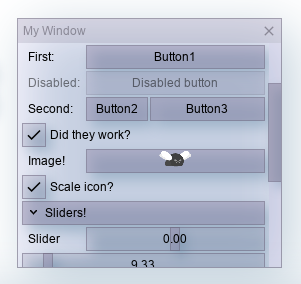 My Window
First: Button1
Disabled: Disabled button
Second: Button2 Button3
Did they work?
Image!
Scale icon?
Sliders!
Slider 0.00
9.33